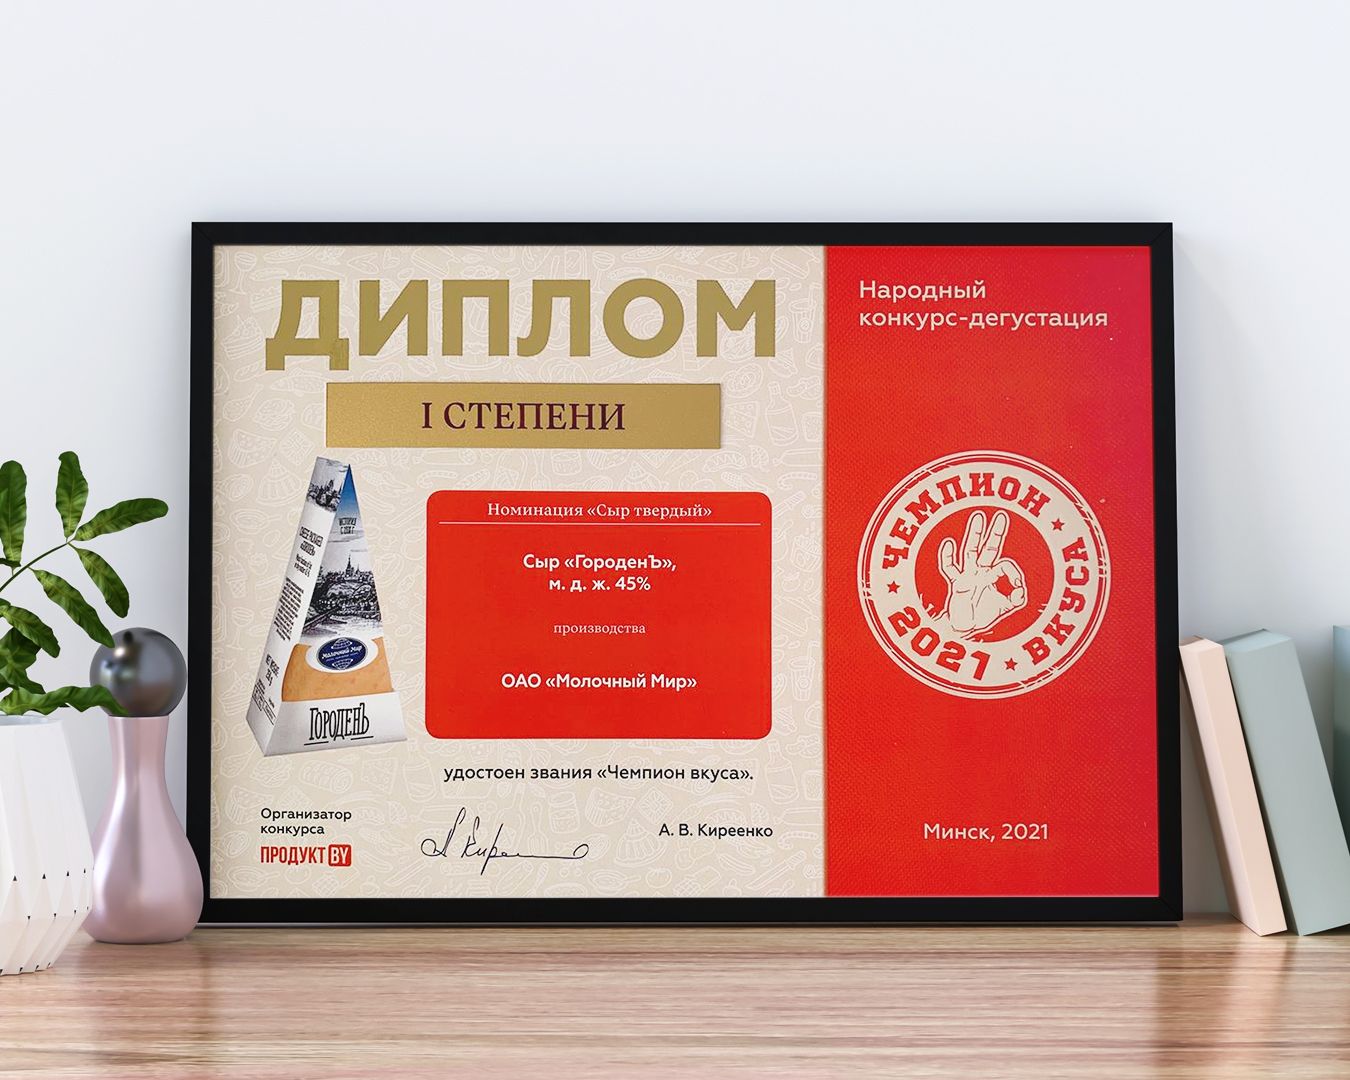 ДИПЛОМ
I СТЕПЕНИ
Номинация «Сыр твердый»
Сыр «ГороденЪ»,
м. д. ж. 45%
производства
ОАО «Молочный Мир»
удостоен звания «Чемпион вкуса».
Организатор
конкурса
ПРОДУКТ BY
А. В. Киреенко
Молочный Мир
ГОРОДЕНЪ
Народный
конкурс-дегустация
ЧЕМПИОН ВКУСА 2021
Минск, 2021